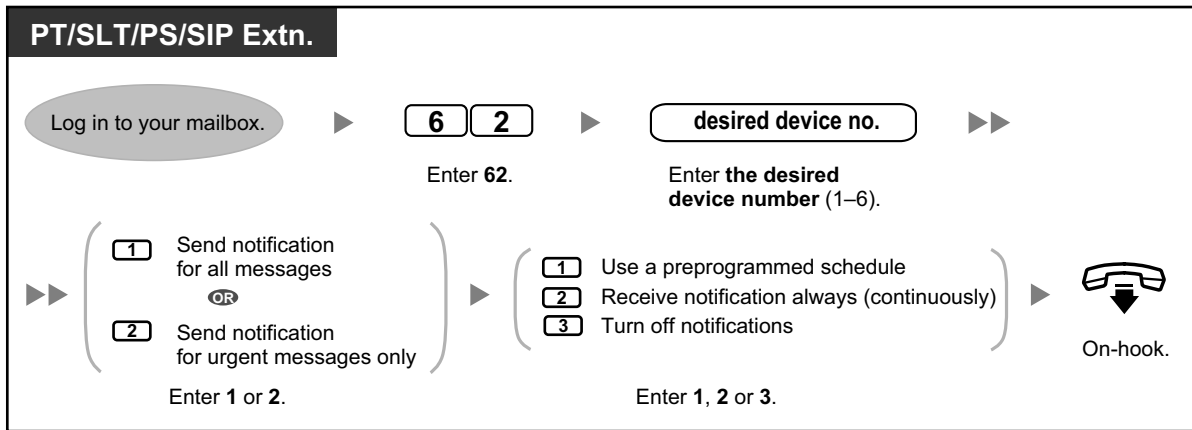 PT/SLT/PS/SIP Extn.
Log in to your mailbox.
6 2
desired device no.
Enter 62.
Enter the desired
device number (1–6).
1 Send notification
for all messages
OR
2 Send notification
for urgent messages only
Enter 1 or 2.
1 Use a preprogrammed schedule
2 Receive notification always (continuously)
3 Turn off notifications
Enter 1, 2 or 3.
On-hook.